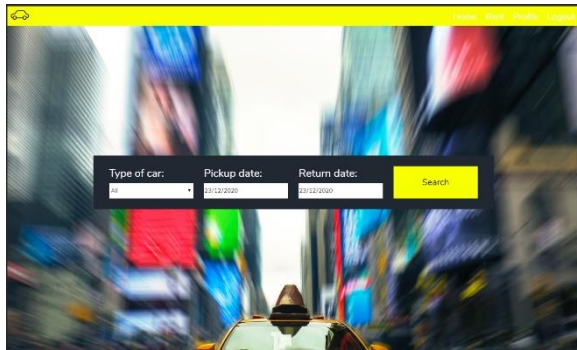 Home Rent Profile Logout
Type of car: Pickup date: Return date:
All 23/12/2020 23/12/2020 Search